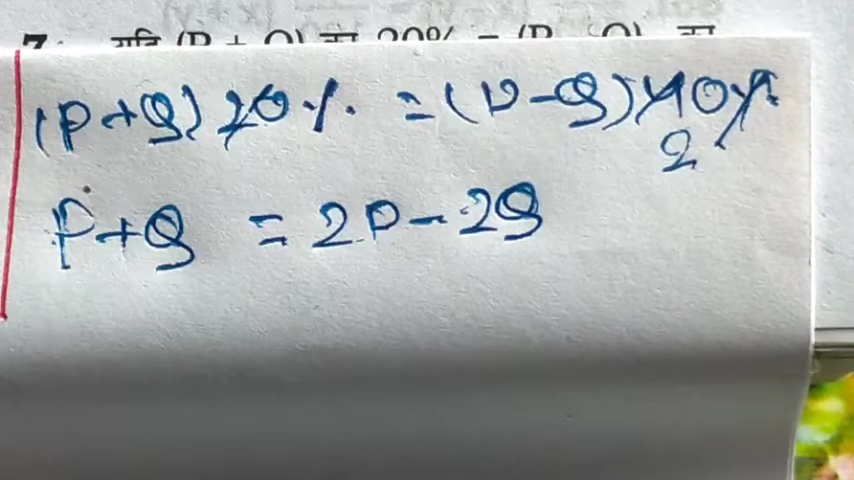 (P+Q) 20% = (P-Q) 40%
2
P+Q = 2P-2Q